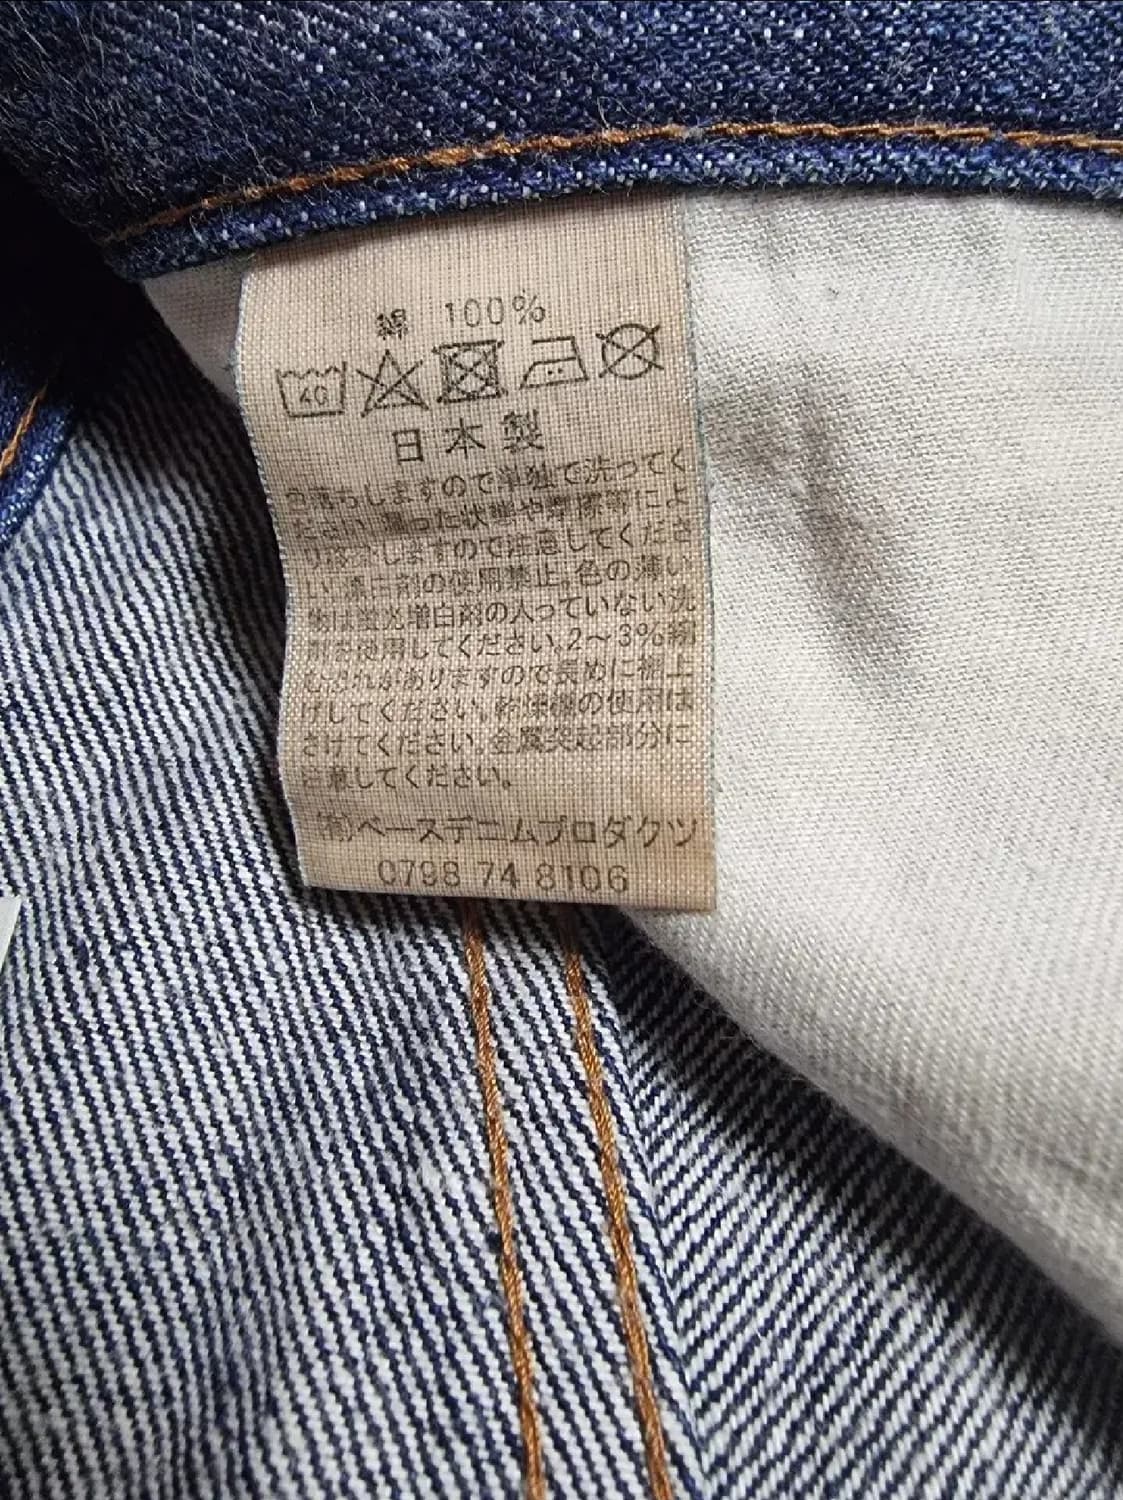 綿 100%
40
日本製
色落ちしますので単独で洗ってく
ださい。湿った状態や摩擦等によ
り移染しますので注意してくださ
い。漂白剤の使用禁止。色の薄い
物は蛍光増白剤の入っていない洗
剤を使用してください。2～3%縮
む恐れがありますので長めに裾上
げしてください。乾燥機の使用は
さけてください。金属突起部分に
注意してください。
(有)ベースデニムプロダクツ
0798 74 8106